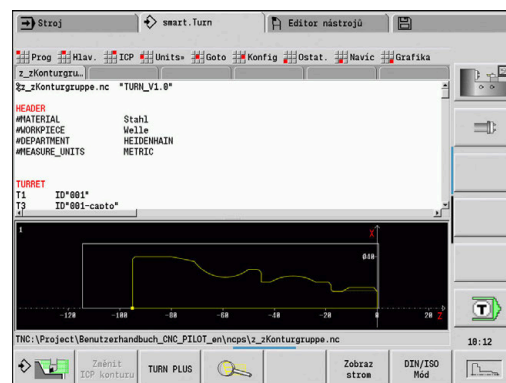 Stroj
smart.Turn
Editor nástrojů
Prog Hlav. ICP Units» Goto Konfig Ostat. Navíc Grafika
z_zKonturgru…
%z_zKonturgruppe.nc "TURN_V1.0"
HEADER
#MATERIAL Stahl
#WORKPIECE Welle
#DEPARTMENT HEIDENHAIN
#MEASURE_UNITS METRIC
TURRET
T1 ID"001"
T3 ID"001-capto"
1
X
Ø40
-120 -100 -80 -60 -40 -20 0 20 Z
TNC:\Project\Benutzerhandbuch_CNC_PILOT_en\ncps\z_zKonturgruppe.nc
T
10:12
Změnit
ICP konturu
TURN PLUS
Zobraz
strom
DIN/ISO
Mód